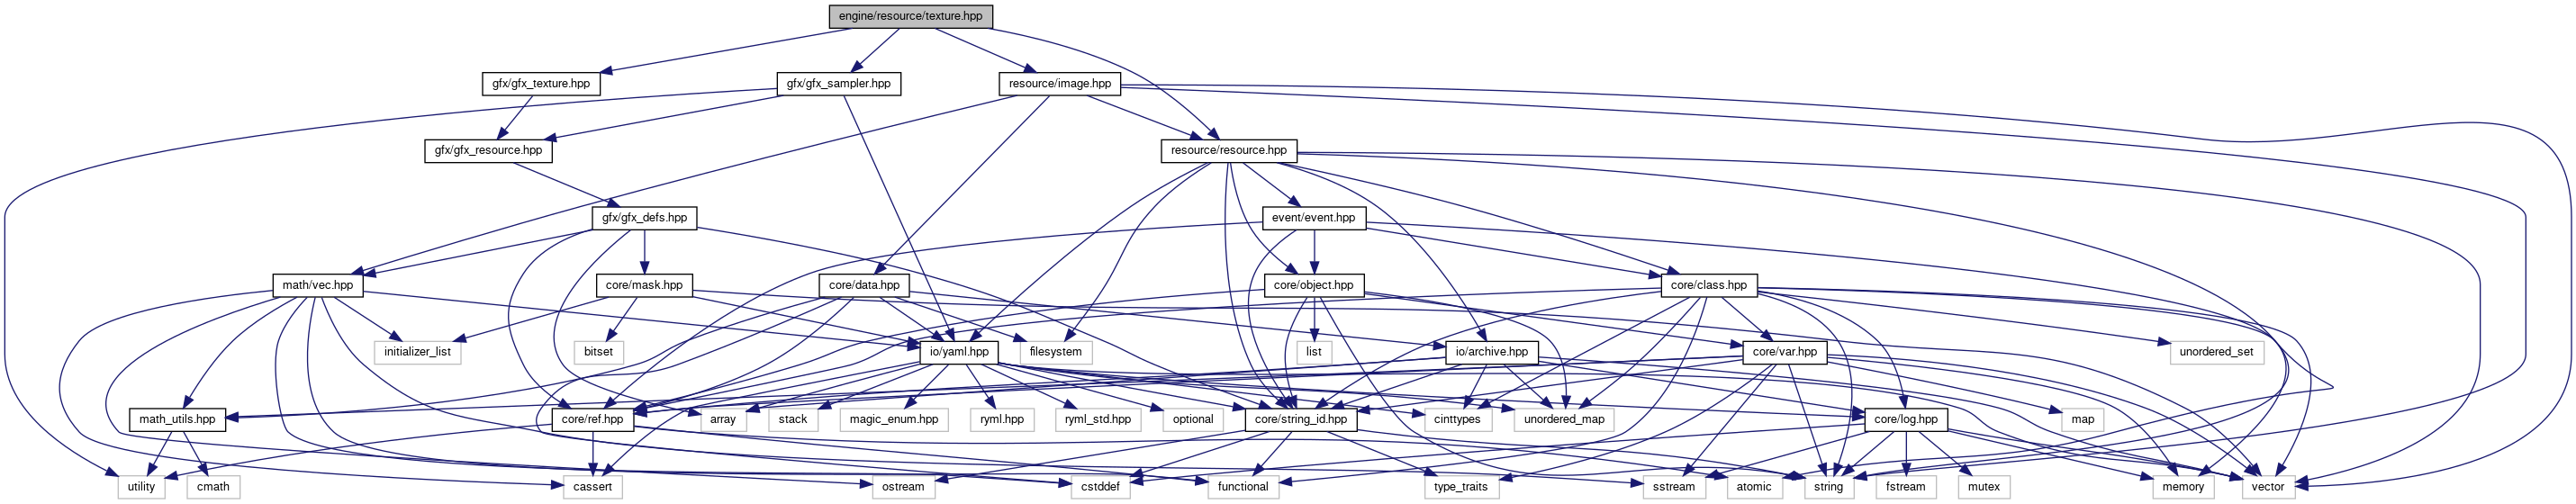 engine/resource/texture.hpp
gfx/gfx_texture.hpp
gfx/gfx_sampler.hpp
resource/image.hpp
gfx/gfx_resource.hpp
resource/resource.hpp
gfx/gfx_defs.hpp
event/event.hpp
math/vec.hpp
core/mask.hpp
core/data.hpp
core/object.hpp
core/class.hpp
initializer_list
bitset
io/yaml.hpp
filesystem
list
io/archive.hpp
core/var.hpp
unordered_set
math_utils.hpp
core/ref.hpp
array
stack
magic_enum.hpp
ryml.hpp
ryml_std.hpp
optional
core/string_id.hpp
cinttypes
unordered_map
core/log.hpp
map
utility
cmath
cassert
ostream
cstddef
functional
type_traits
sstream
atomic
string
fstream
mutex
memory
vector